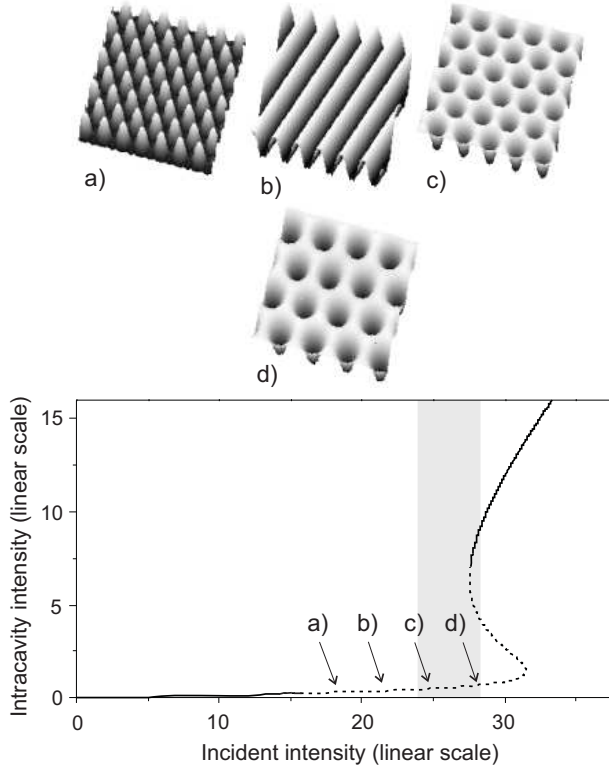 a)
b)
c)
d)
Intracavity intensity (linear scale)
15
10
5
0
a)
b)
c)
d)
0
10
20
30
Incident intensity (linear scale)